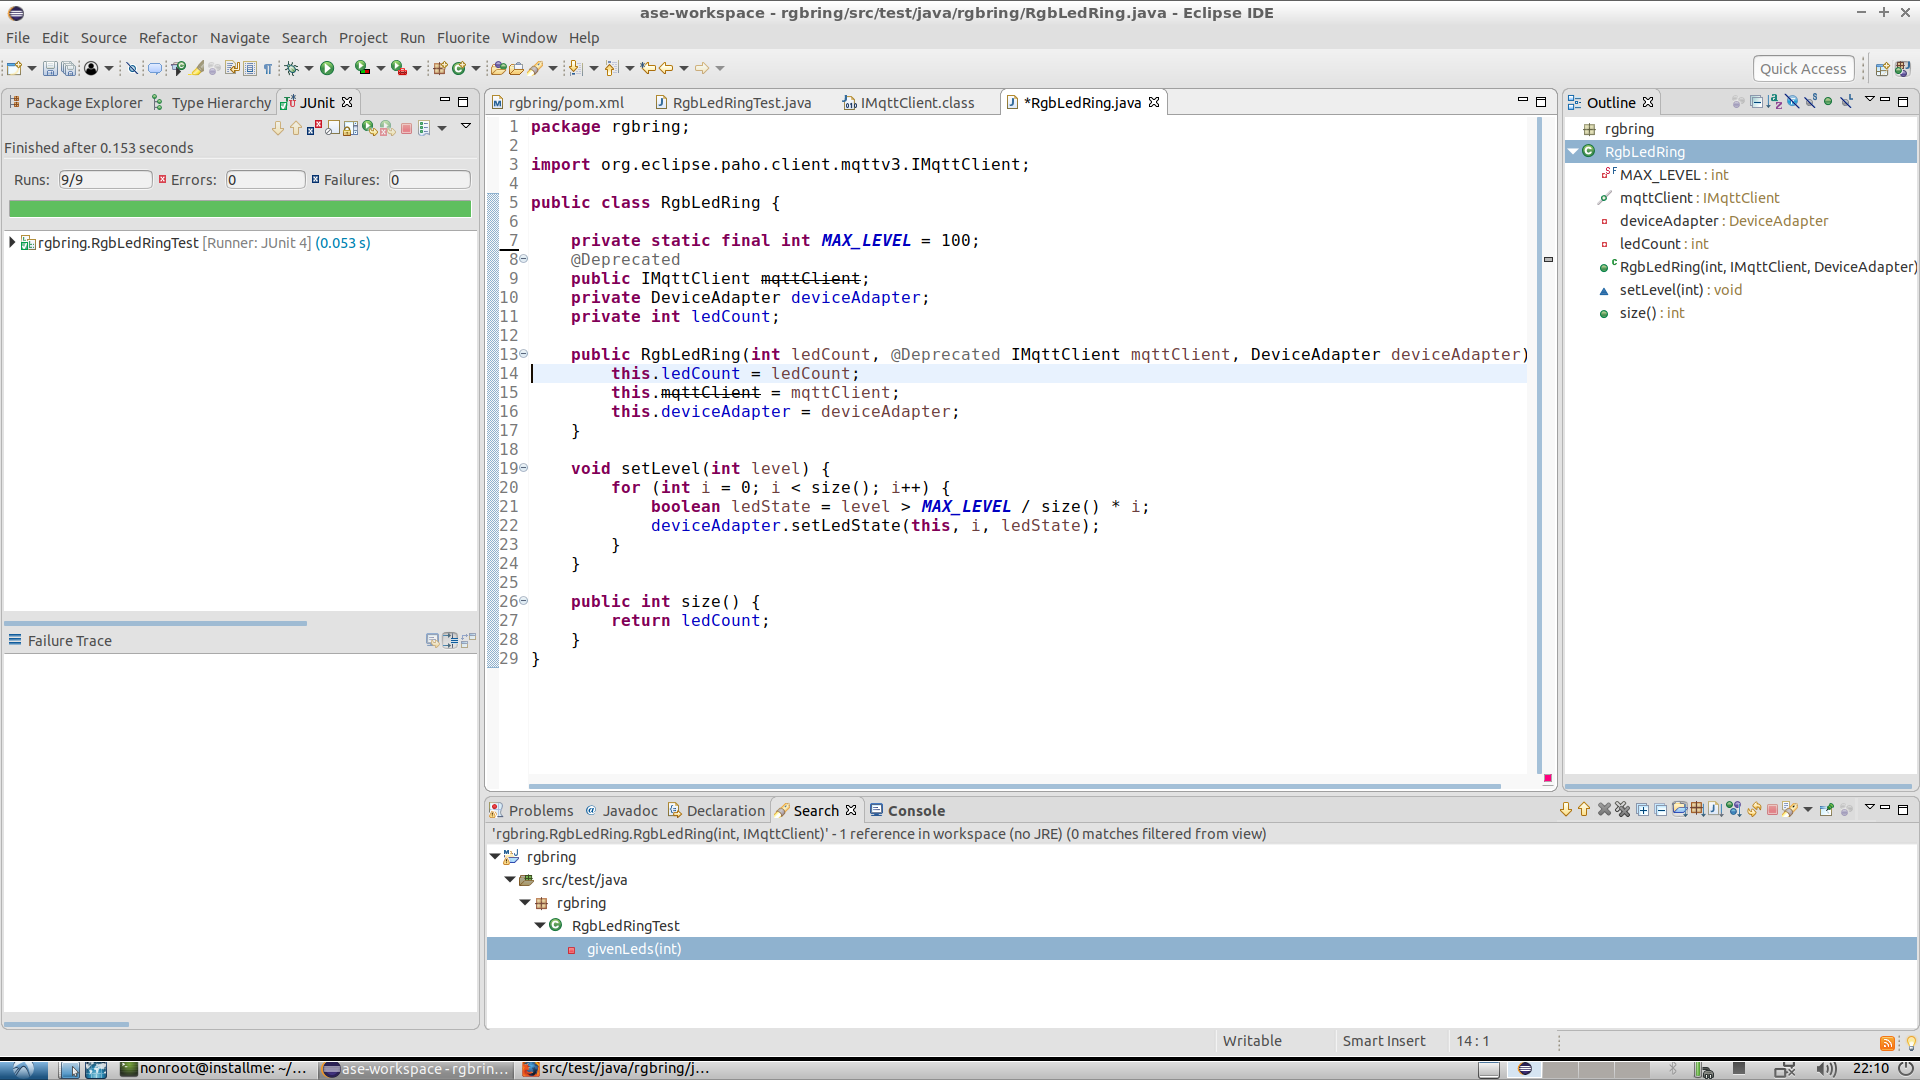 ase-workspace - rgbring/src/test/java/rgbring/RgbLedRing.java - Eclipse IDE
File Edit Source Refactor Navigate Search Project Run Fluorite Window Help
Quick Access
Package Explorer Type Hierarchy JUnit
Finished after 0.153 seconds
Runs: 9/9 Errors: 0 Failures: 0
rgbring.RgbLedRingTest [Runner: JUnit 4] (0.053 s)
Failure Trace
rgbring/pom.xml RgbLedRingTest.java IMqttClient.class *RgbLedRing.java
1 package rgbring;
2
3 import org.eclipse.paho.client.mqttv3.IMqttClient;
4
5 public class RgbLedRing {
6
7 private static final int MAX_LEVEL = 100;
8 @Deprecated
9 public IMqttClient mqttClient;
10 private DeviceAdapter deviceAdapter;
11 private int ledCount;
12
13 public RgbLedRing(int ledCount, @Deprecated IMqttClient mqttClient, DeviceAdapter deviceAdapter)
14 this.ledCount = ledCount;
15 this.mqttClient = mqttClient;
16 this.deviceAdapter = deviceAdapter;
17 }
18
19 void setLevel(int level) {
20 for (int i = 0; i < size(); i++) {
21 boolean ledState = level > MAX_LEVEL / size() * i;
22 deviceAdapter.setLedState(this, i, ledState);
23 }
24 }
25
26 public int size() {
27 return ledCount;
28 }
29 }
Outline
rgbring
RgbLedRing
MAX_LEVEL : int
mqttClient : IMqttClient
deviceAdapter : DeviceAdapter
ledCount : int
RgbLedRing(int, IMqttClient, DeviceAdapter)
setLevel(int) : void
size() : int
Problems @ Javadoc Declaration Search Console
'rgbring.RgbLedRing.RgbLedRing(int, IMqttClient)' - 1 reference in workspace (no JRE) (0 matches filtered from view)
rgbring
src/test/java
rgbring
RgbLedRingTest
givenLeds(int)
Writable Smart Insert 14 : 1
nonroot@installme: ~/... ase-workspace - rgbrin... src/test/java/rgbring/j... 22:10